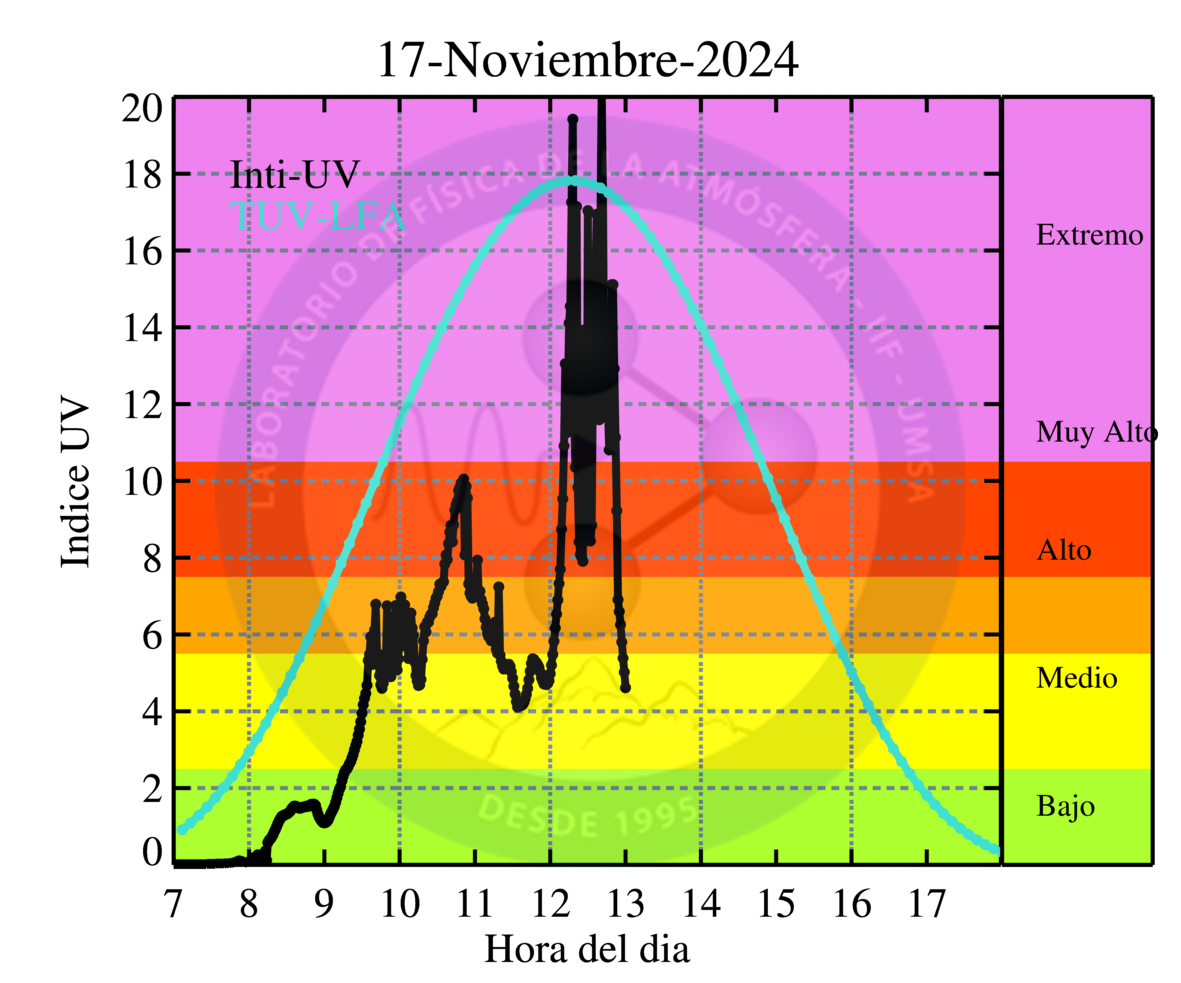 17-Noviembre-2024
Inti-UV
TUV-LFA
LABORATORIO DE FÍSICA DE LA ATMÓSFERA - IIF - UMSA
DESDE 1995
Indice UV
20
18
16
14
12
10
8
6
4
2
0
Extremo
Muy Alto
Alto
Medio
Bajo
7 8 9 10 11 12 13 14 15 16 17
Hora del dia